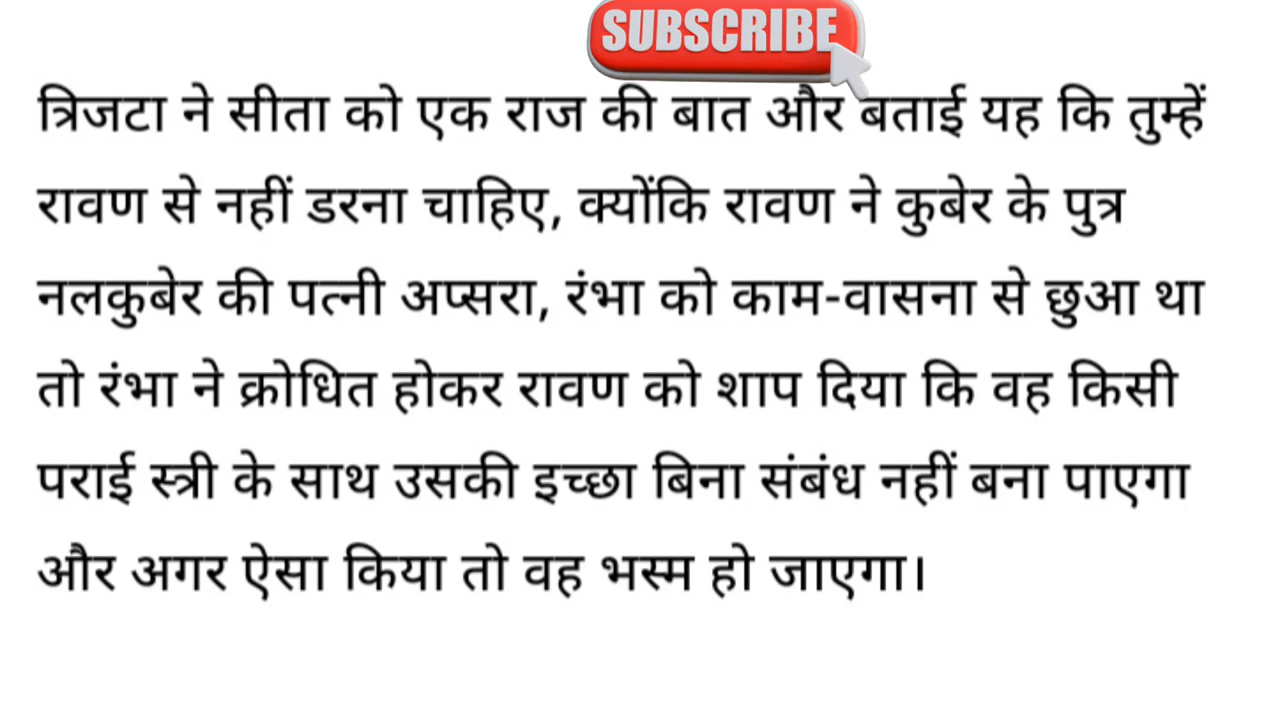 SUBSCRIBE
त्रिजटा ने सीता को एक राज की बात और बताई यह कि तुम्हें
रावण से नहीं डरना चाहिए, क्योंकि रावण ने कुबेर के पुत्र
नलकुबेर की पत्नी अप्सरा, रंभा को काम-वासना से छुआ था
तो रंभा ने क्रोधित होकर रावण को शाप दिया कि वह किसी
पराई स्त्री के साथ उसकी इच्छा बिना संबंध नहीं बना पाएगा
और अगर ऐसा किया तो वह भस्म हो जाएगा।